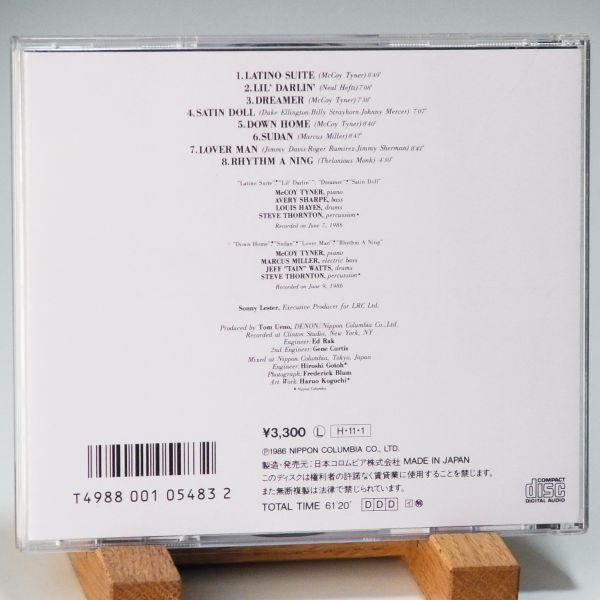 1. LATINO SUITE (McCoy Tyner) 8'49"
2. LIL' DARLIN' (Neal Hefti) 7'08"
3. DREAMER (McCoy Tyner) 7'38"
4. SATIN DOLL (Duke Ellington·Billy Strayhorn·Johnny Mercer) 7'07"
5. DOWN HOME (McCoy Tyner) 8'40"
6. SUDAN (Marcus Miller) 8'47"
7. LOVER MAN (Jimmy Davis·Roger Ramirez·Jimmy Sherman) 8'41"
8. RHYTHM A NING (Thelonious Monk) 4'30"
"Latino Suite"*"Lil' Darlin'", "Dreamer"*"Satin Doll"
McCOY TYNER, piano
AVERY SHARPE, bass
LOUIS HAYES, drums
STEVE THORNTON, percussion*
Recorded on June 7, 1986
"Down Home"*"Sudan"*"Lover Man"*"Rhythm A Ning"
McCOY TYNER, piano
MARCUS MILLER, electric bass
JEFF "TAIN" WATTS, drums
STEVE THORNTON, percussion*
Recorded on June 9, 1986
Sonny Lester, Executive Producer for LRC Ltd.
Produced by Tom Ueno, DENON/Nippon Columbia Co., Ltd.
Recorded at Clinton Studio, New York, NY
Engineer: Ed Rak
2nd Engineer: Gene Curtis
Mixed at Nippon Columbia, Tokyo, Japan
Engineer: Hiroshi Gotoh*
Photograph: Frederick Blum
Art Work: Haruo Koguchi*
* Nippon Columbia
¥3,300 Ⓛ H・11・1
Ⓟ1986 NIPPON COLUMBIA CO., LTD.
製造・発売元:日本コロムビア株式会社 MADE IN JAPAN
このディスクは権利者の許諾なく賃貸業に使用することを禁じます。
また無断複製は法律で禁じられています。
TOTAL TIME 61'20" DDD
T4988 001 05483 2
COMPACT
disc
DIGITAL AUDIO